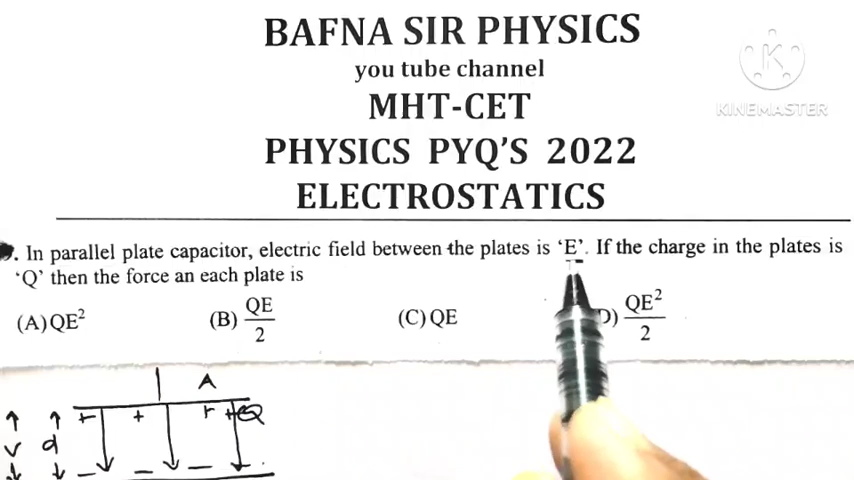 BAFNA SIR PHYSICS
you tube channel
MHT-CET
PHYSICS PYQ'S 2022
ELECTROSTATICS
KINEMASTER
. In parallel plate capacitor, electric field between the plates is 'E'. If the charge in the plates is
'Q' then the force an each plate is
(A) QE² (B) QE/2 (C) QE D) QE²/2
A
+ + + +Q
V d
- - - -